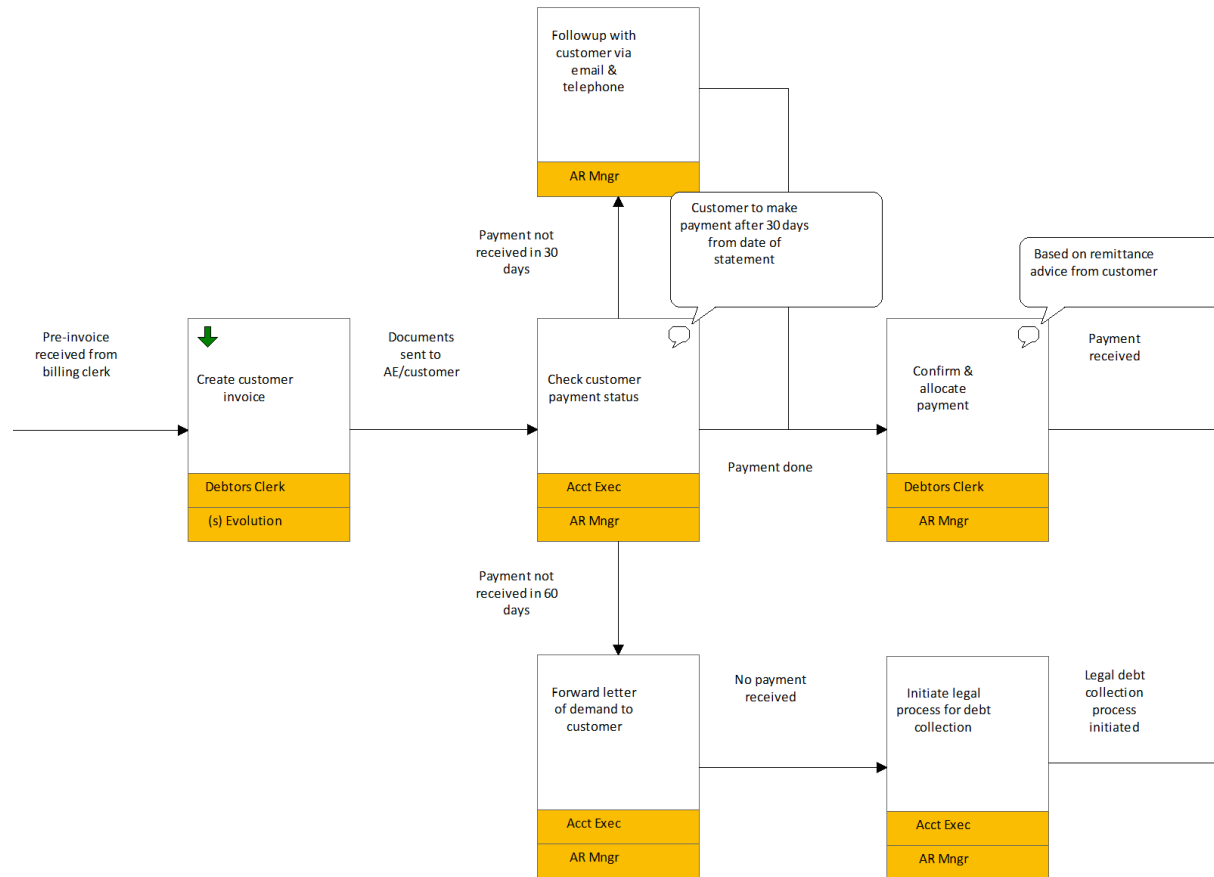 Followup with
customer via
email &
telephone
AR Mngr
Payment not
received in 30
days
Customer to make
payment after 30 days
from date of
statement
Based on remittance
advice from customer
Pre-invoice
received from
billing clerk
Create customer
invoice
Debtors Clerk
(s) Evolution
Documents
sent to
AE/customer
Check customer
payment status
Acct Exec
AR Mngr
Payment done
Confirm &
allocate
payment
Debtors Clerk
AR Mngr
Payment
received
Payment not
received in 60
days
Forward letter
of demand to
customer
Acct Exec
AR Mngr
No payment
received
Initiate legal
process for debt
collection
Acct Exec
AR Mngr
Legal debt
collection
process
initiated